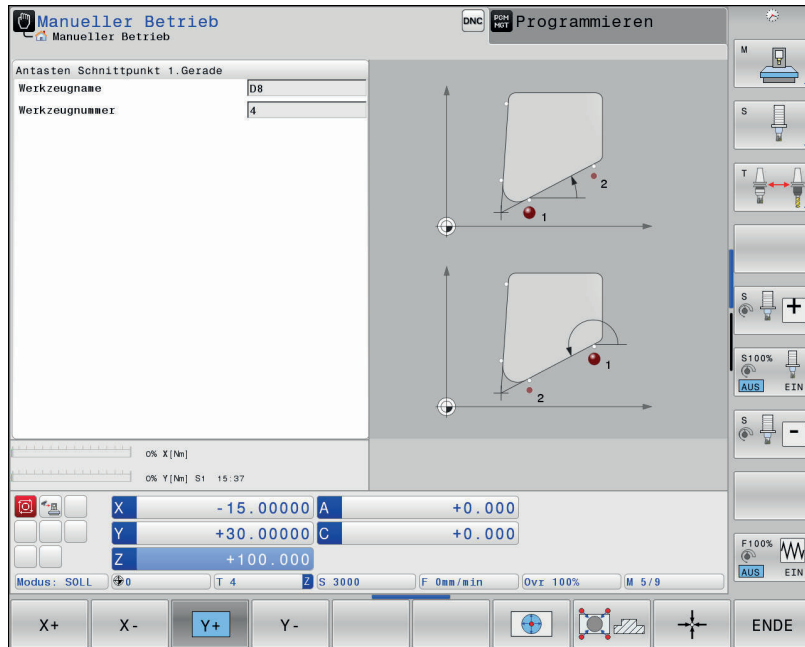 Manueller Betrieb
Manueller Betrieb
DNC
PGM MGT
Programmieren
Antasten Schnittpunkt 1.Gerade
Werkzeugname D8
Werkzeugnummer 4
2
1
1
2
0% X[Nm]
0% Y[Nm] S1 15:37
X -15.00000 A +0.000
Y +30.00000 C +0.000
Z +100.000
Modus: SOLL 0 T 4 Z S 3000 F 0mm/min Ovr 100% M 5/9
X+ X- Y+ Y- ENDE
M
S
T
S +
S100%
AUS EIN
S -
F100%
AUS EIN